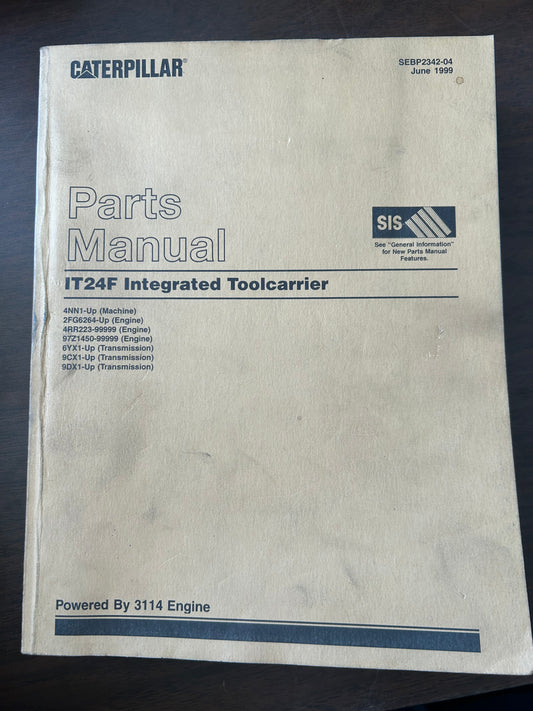 CATERPILLAR®
SEBP2342-04
June 1999
Parts
Manual
SIS
See "General Information"
for New Parts Manual
Features.
IT24F Integrated Toolcarrier
4NN1-Up (Machine)
2FG6264-Up (Engine)
4RR223-99999 (Engine)
97Z1450-99999 (Engine)
6YX1-Up (Transmission)
9CX1-Up (Transmission)
9DX1-Up (Transmission)
Powered By 3114 Engine